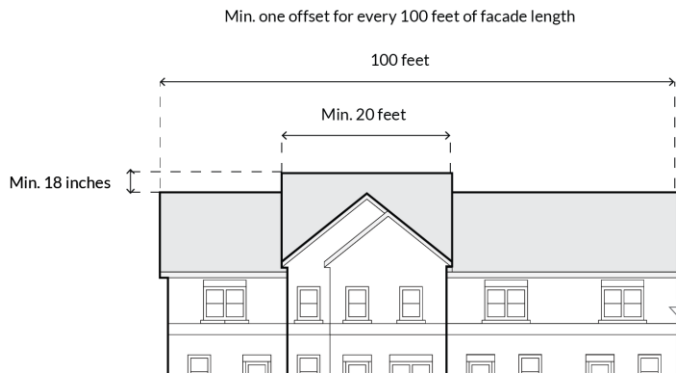 Min. one offset for every 100 feet of facade length
100 feet
Min. 20 feet
Min. 18 inches